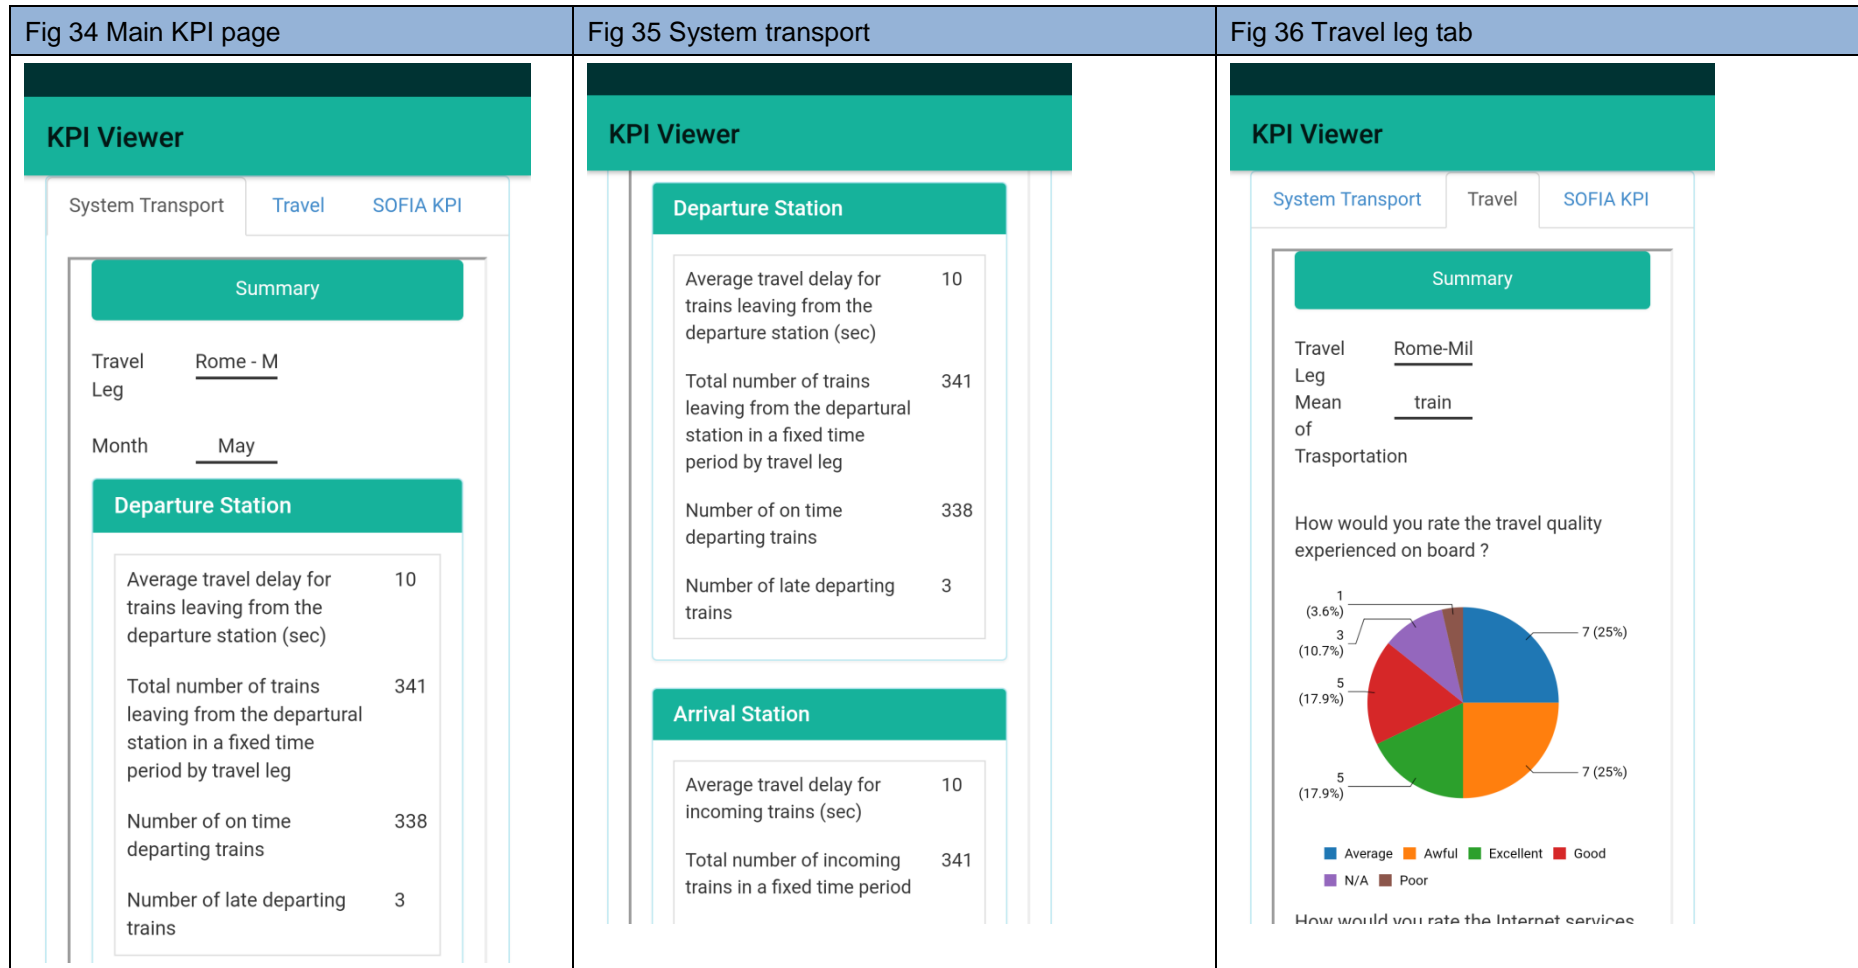 Fig 34 Main KPI page
KPI Viewer
System Transport Travel SOFIA KPI
Summary
Travel Rome - M
Leg
Month May
Departure Station
Average travel delay for 10
trains leaving from the
departure station (sec)
Total number of trains 341
leaving from the departural
station in a fixed time
period by travel leg
Number of on time 338
departing trains
Number of late departing 3
trains
Fig 35 System transport
KPI Viewer
Departure Station
Average travel delay for 10
trains leaving from the
departure station (sec)
Total number of trains 341
leaving from the departural
station in a fixed time
period by travel leg
Number of on time 338
departing trains
Number of late departing 3
trains
Arrival Station
Average travel delay for 10
incoming trains (sec)
Total number of incoming 341
trains in a fixed time period
Fig 36 Travel leg tab
KPI Viewer
System Transport Travel SOFIA KPI
Summary
Travel Rome-Mil
Leg
Mean train
of
Trasportation
How would you rate the travel quality
experienced on board ?
1
(3.6%)
3
(10.7%)
5
(17.9%)
5
(17.9%)
7 (25%)
7 (25%)
Average Awful Excellent Good
N/A Poor
How would you rate the Internet services